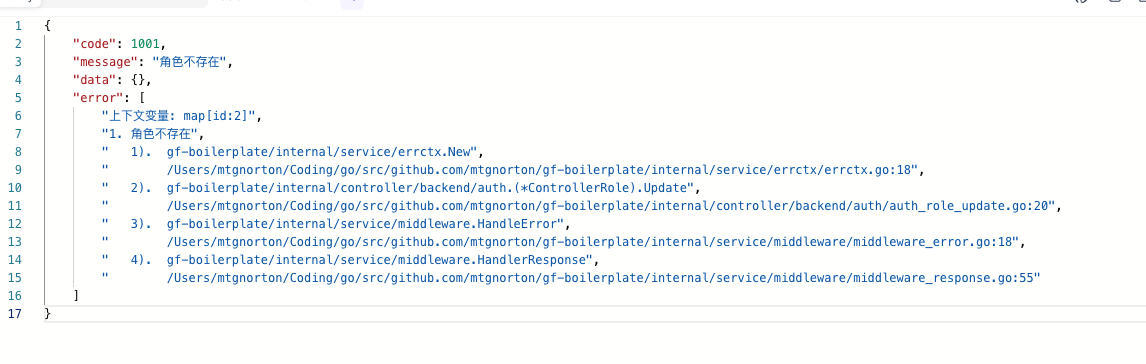 1 {
2 "code": 1001,
3 "message": "角色不存在",
4 "data": {},
5 "error": [
6 "上下文变量: map[id:2]",
7 "1. 角色不存在",
8 "   1).  gf-boilerplate/internal/service/errctx.New",
9 "        /Users/mtgnorton/Coding/go/src/github.com/mtgnorton/gf-boilerplate/internal/service/errctx/errctx.go:18",
10 "   2).  gf-boilerplate/internal/controller/backend/auth.(*ControllerRole).Update",
11 "        /Users/mtgnorton/Coding/go/src/github.com/mtgnorton/gf-boilerplate/internal/controller/backend/auth/auth_role_update.go:20",
12 "   3).  gf-boilerplate/internal/service/middleware.HandleError",
13 "        /Users/mtgnorton/Coding/go/src/github.com/mtgnorton/gf-boilerplate/internal/service/middleware/middleware_error.go:18",
14 "   4).  gf-boilerplate/internal/service/middleware.HandlerResponse",
15 "        /Users/mtgnorton/Coding/go/src/github.com/mtgnorton/gf-boilerplate/internal/service/middleware/middleware_response.go:55"
16 ]
17 }